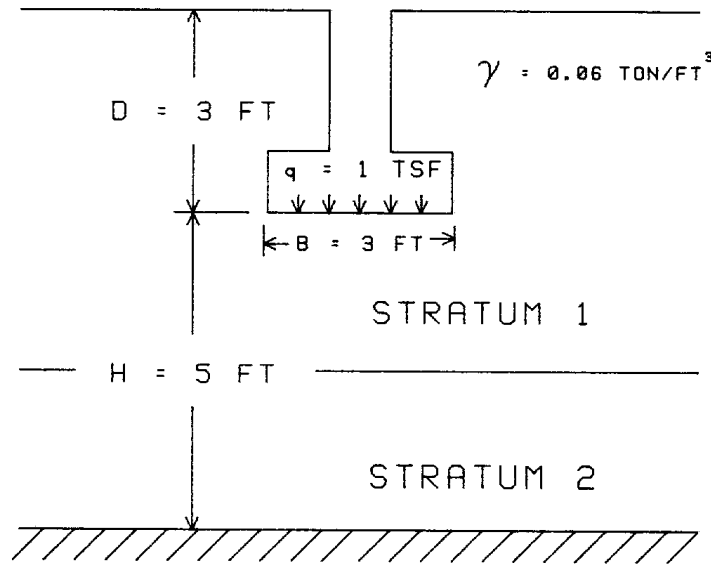 γ = 0.06 TON/FT³
D = 3 FT
q = 1 TSF
B = 3 FT
STRATUM 1
H = 5 FT
STRATUM 2